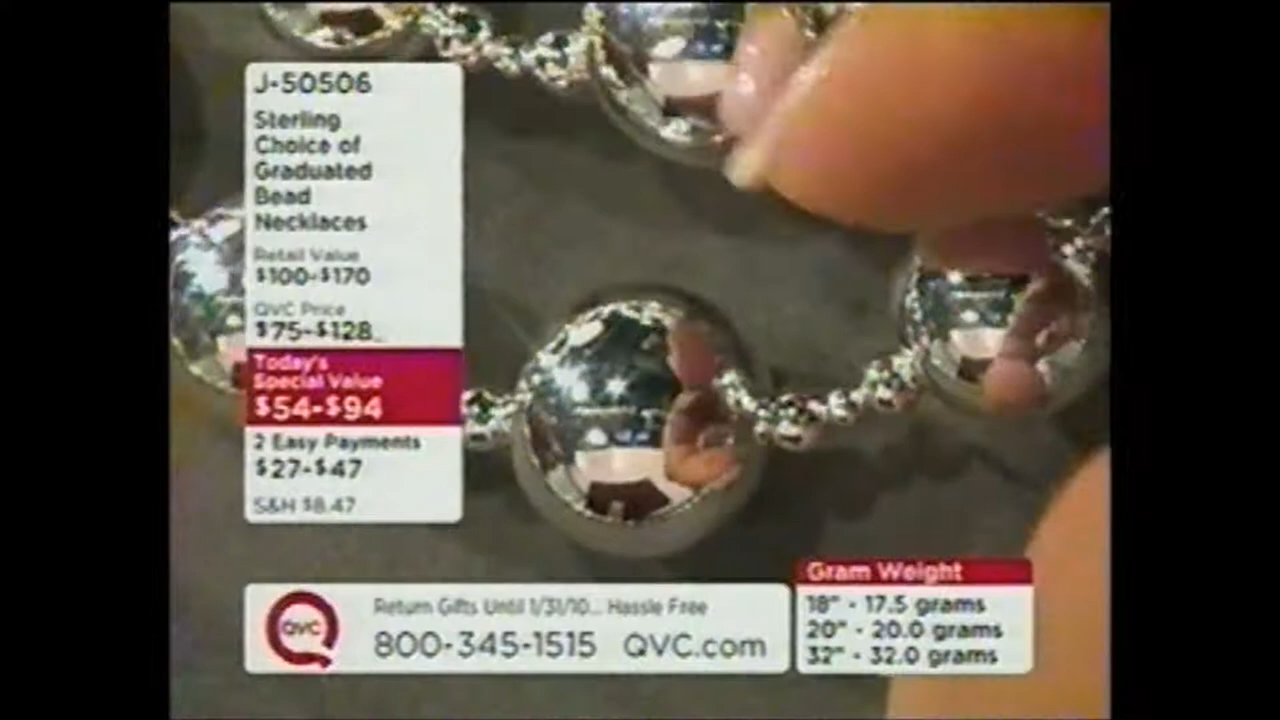 J-50506
Sterling
Choice of
Graduated
Bead
Necklaces
Retail Value
$100-$170
QVC Price
$75-$128
Today's
Special Value
$54-$94
2 Easy Payments
$27-$47
S&H $8.47
QVC
Return Gifts Until 1/31/10... Hassle Free
800-345-1515 QVC.com
Gram Weight
18" - 17.5 grams
20" - 20.0 grams
32" - 32.0 grams